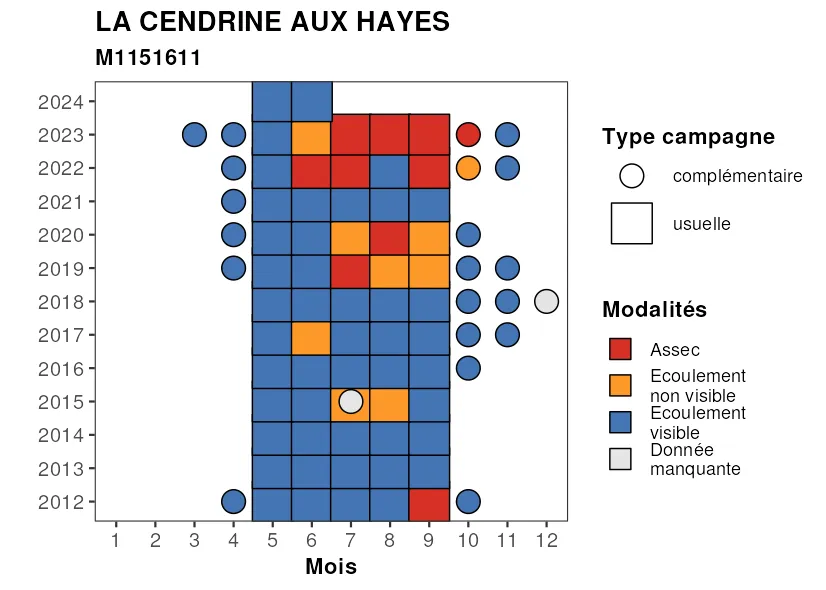 LA CENDRINE AUX HAYES
M1151611
2024
2023
2022
2021
2020
2019
2018
2017
2016
2015
2014
2013
2012
1 2 3 4 5 6 7 8 9 10 11 12
Mois
Type campagne
complémentaire
usuelle
Modalités
Assec
Ecoulement
non visible
Ecoulement
visible
Donnée
manquante